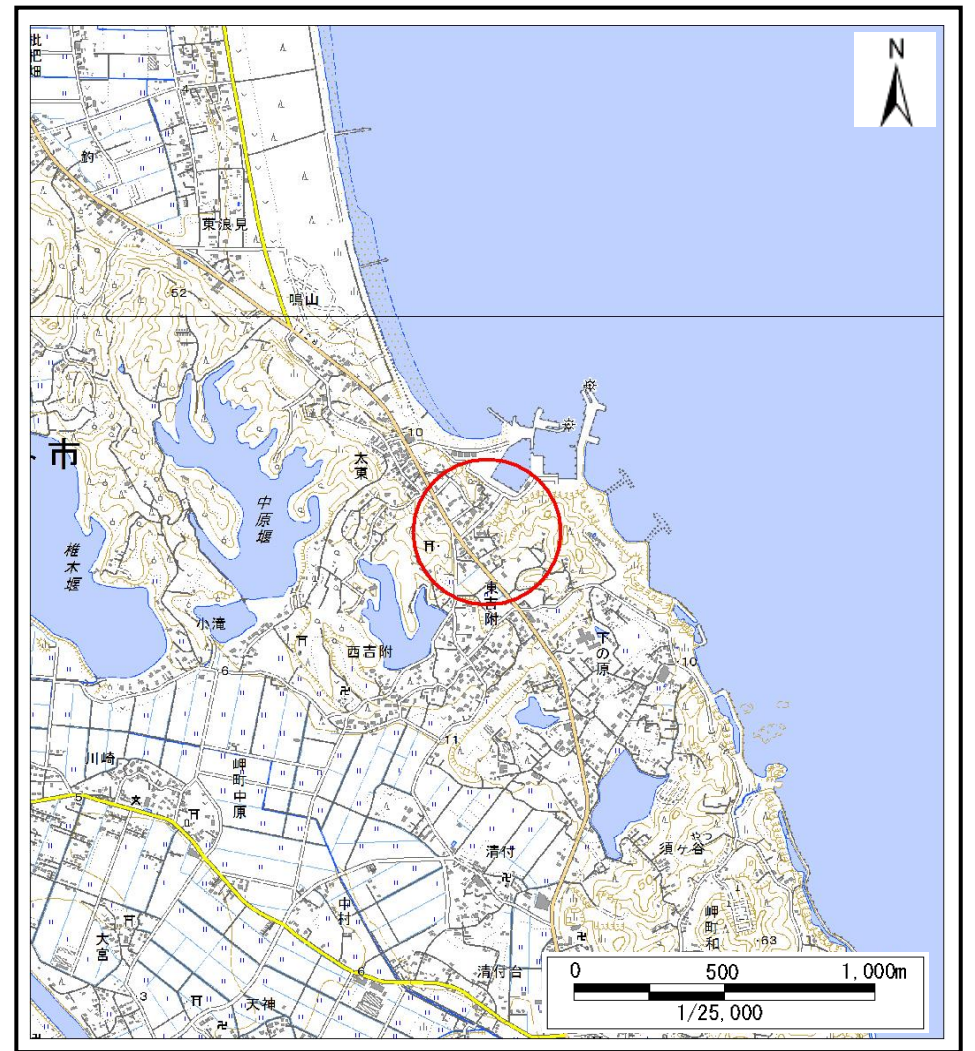 N
枇杷畑
4
釣
東浪見
52
鳴山
市
10
太東
中原堰
椎木堰
東吉附
小滝
西吉附
下の原
10
6
11
川崎
岬町中原
5
やつ
須ヶ谷
清付
中村
岬町和
大宮
63
清付台
6
3
天神
0 500 1,000m
1/25,000